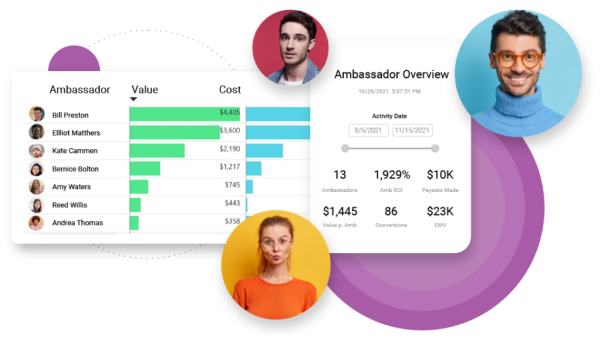 Ambassador Value Cost
Bill Preston $4,405
Elliot Matthers $3,600
Kate Cammen $2,190
Bernice Bolton $1,217
Amy Waters $745
Reed Willis $443
Andrea Thomas $358
Ambassador Overview
10/26/2021 5:07:51 PM
Activity Date
8/5/2021 11/15/2021
13 1,929% $10K
Ambassadors Amb ROI Payouts Made
$1,445 86 $23K
Value p. Amb Conversions EMV